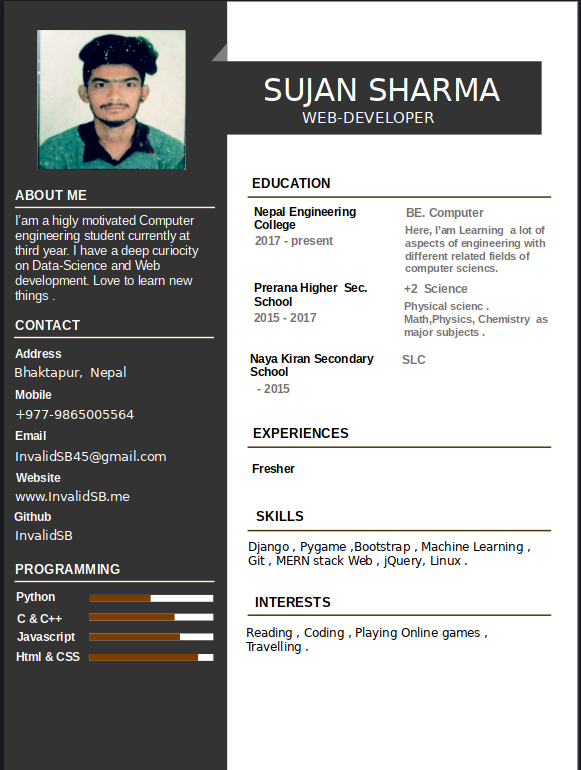 SUJAN SHARMA
WEB-DEVELOPER
ABOUT ME
I'am a higly motivated Computer
engineering student currently at
third year. I have a deep curiocity
on Data-Science and Web
development. Love to learn new
things .
CONTACT
Address
Bhaktapur,  Nepal
Mobile
+977-9865005564
Email
InvalidSB45@gmail.com
Website
www.InvalidSB.me
Github
InvalidSB
PROGRAMMING
Python
C & C++
Javascript
Html & CSS
EDUCATION
Nepal Engineering
College
2017 - present
BE. Computer
Here, I'am Learning  a lot of
aspects of engineering with
different related fields of
computer sciencs.
Prerana Higher  Sec.
School
2015 - 2017
+2  Science
Physical scienc .
Math,Physics, Chemistry  as
major subjects .
Naya Kiran Secondary
School
- 2015
SLC
EXPERIENCES
Fresher
SKILLS
Django , Pygame ,Bootstrap , Machine Learning ,
Git , MERN stack Web , jQuery, Linux .
INTERESTS
Reading , Coding , Playing Online games ,
Travelling .